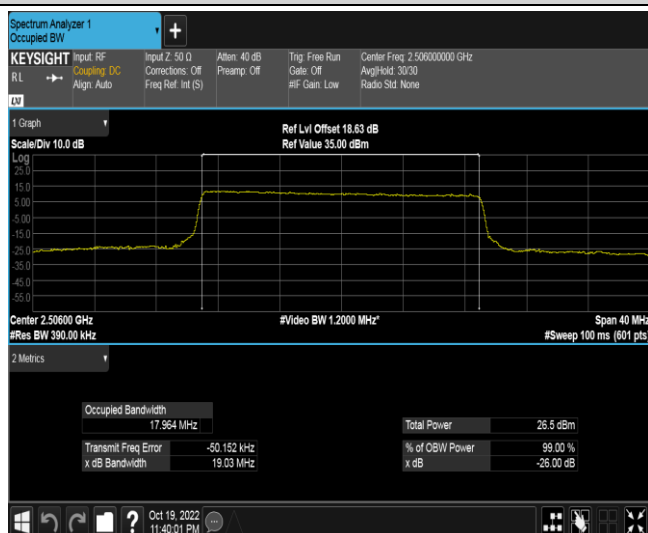 Spectrum Analyzer 1
Occupied BW
+
KEYSIGHT
R L
LXI
Input: RF
Coupling: DC
Align: Auto
Input Z: 50 Ω
Corrections: Off
Freq Ref: Int (S)
Atten: 40 dB
Preamp: Off
Trig: Free Run
Gate: Off
#IF Gain: Low
Center Freq: 2.506000000 GHz
Avg|Hold: 30/30
Radio Std: None
1 Graph
Scale/Div 10.0 dB
Ref Lvl Offset 18.63 dB
Ref Value 35.00 dBm
Log
25.0
15.0
5.00
-5.00
-15.0
-25.0
-35.0
-45.0
-55.0
Center 2.50600 GHz
#Res BW 390.00 kHz
#Video BW 1.2000 MHz*
Span 40 MHz
#Sweep 100 ms (601 pts)
2 Metrics
Occupied Bandwidth
17.964 MHz
Transmit Freq Error -50.152 kHz
x dB Bandwidth 19.03 MHz
Total Power 26.5 dBm
% of OBW Power 99.00 %
x dB -26.00 dB
?
Oct 19, 2022
11:40:01 PM